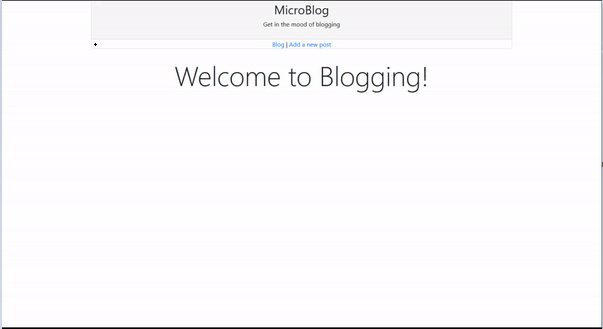 MicroBlog
Get in the mood of blogging
Blog | Add a new post
Welcome to Blogging!